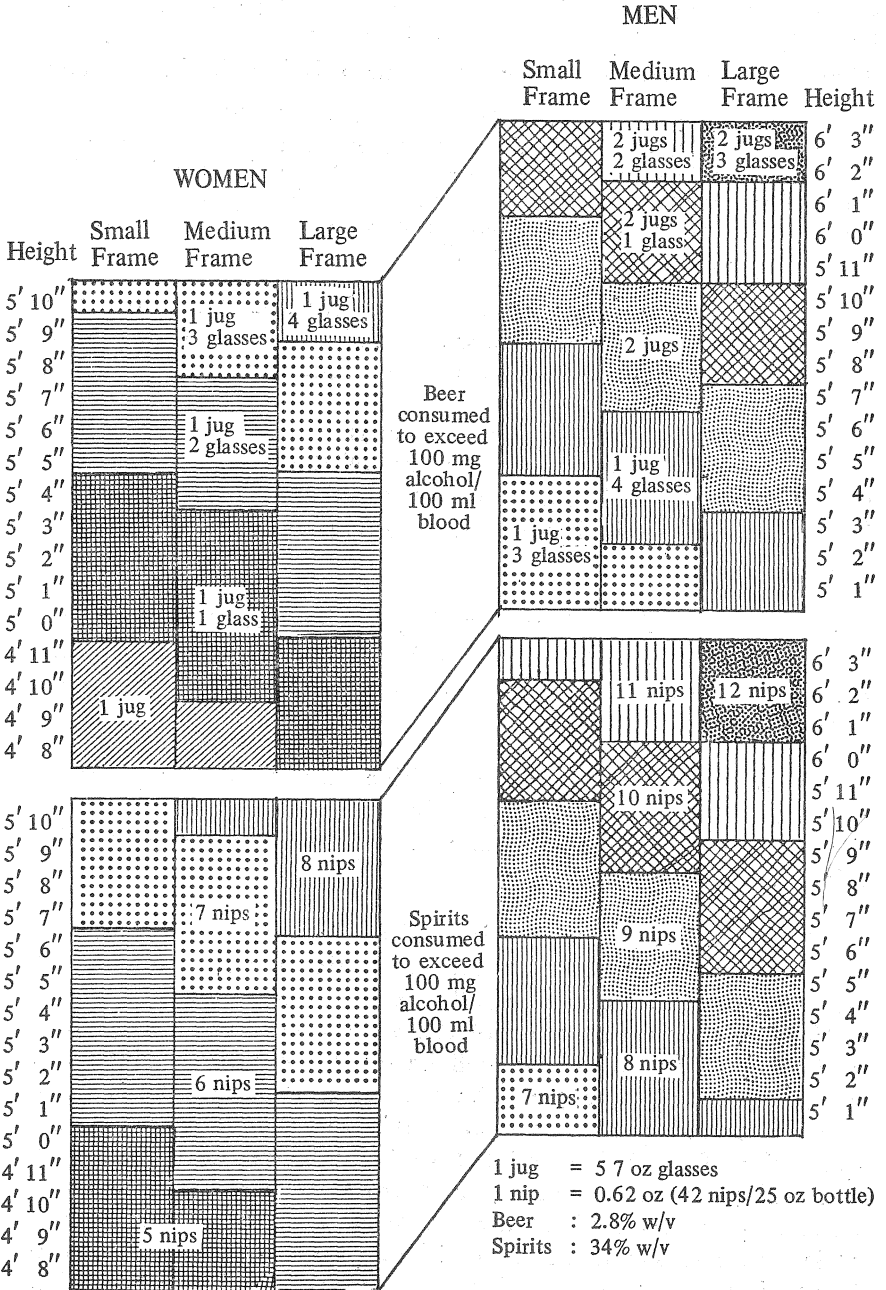 MEN
Small Medium Large
Frame Frame Frame Height
2 jugs
2 glasses
2 jugs
3 glasses
2 jugs
1 glass
2 jugs
1 jug
4 glasses
1 jug
3 glasses
6′ 3″
6′ 2″
6′ 1″
6′ 0″
5′ 11″
5′ 10″
5′ 9″
5′ 8″
5′ 7″
5′ 6″
5′ 5″
5′ 4″
5′ 3″
5′ 2″
5′ 1″
WOMEN
Height Small Medium Large
Frame Frame Frame
5′ 10″
5′ 9″
5′ 8″
5′ 7″
5′ 6″
5′ 5″
5′ 4″
5′ 3″
5′ 2″
5′ 1″
5′ 0″
4′ 11″
4′ 10″
4′ 9″
4′ 8″
1 jug
3 glasses
1 jug
4 glasses
1 jug
2 glasses
1 jug
1 glass
1 jug
Beer
consumed
to exceed
100 mg
alcohol/
100 ml
blood
5′ 10″
5′ 9″
5′ 8″
5′ 7″
5′ 6″
5′ 5″
5′ 4″
5′ 3″
5′ 2″
5′ 1″
5′ 0″
4′ 11″
4′ 10″
4′ 9″
4′ 8″
8 nips
7 nips
6 nips
5 nips
Spirits
consumed
to exceed
100 mg
alcohol/
100 ml
blood
11 nips
12 nips
10 nips
9 nips
8 nips
7 nips
6′ 3″
6′ 2″
6′ 1″
6′ 0″
5′ 11″
5′ 10″
5′ 9″
5′ 8″
5′ 7″
5′ 6″
5′ 5″
5′ 4″
5′ 3″
5′ 2″
5′ 1″
1 jug = 5 7 oz glasses
1 nip = 0.62 oz (42 nips/25 oz bottle)
Beer : 2.8% w/v
Spirits : 34% w/v